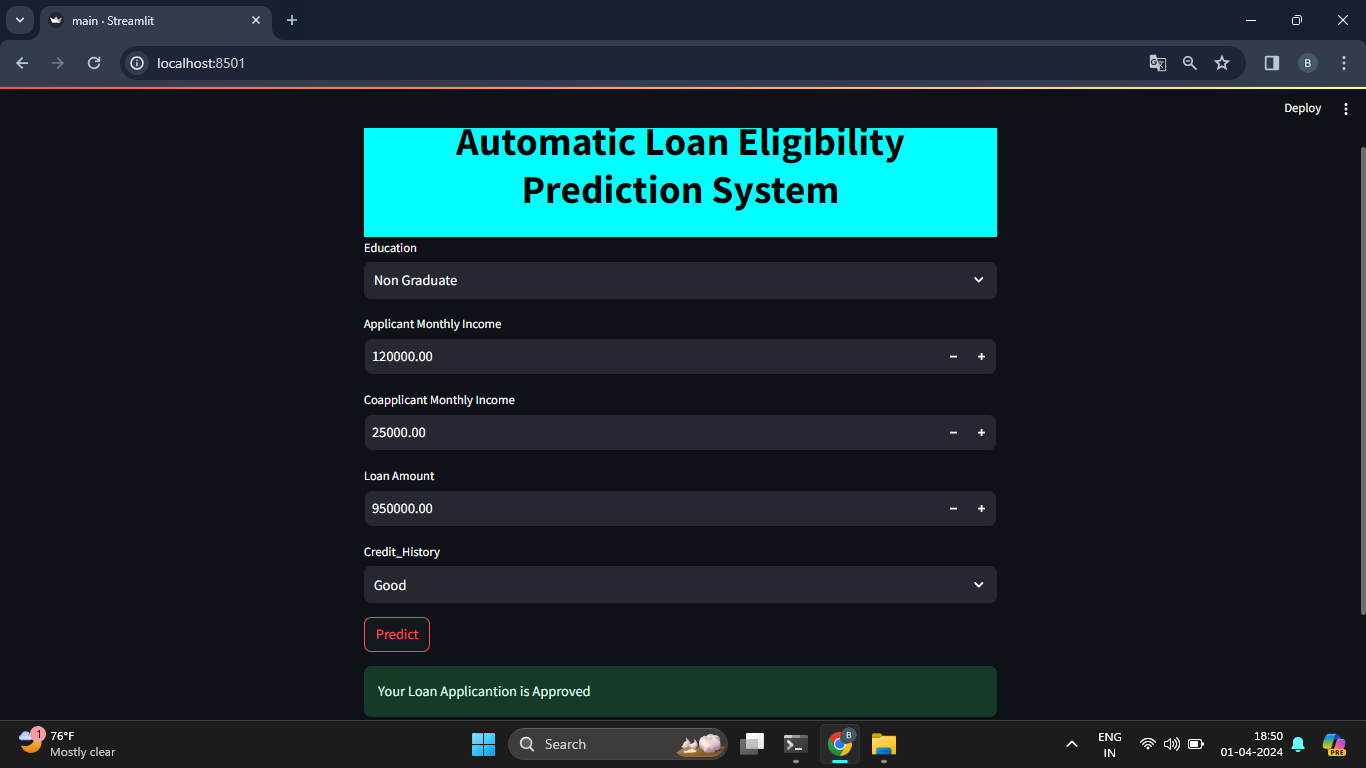 main · Streamlit
localhost:8501
B
Deploy
Automatic Loan Eligibility
Prediction System
Education
Non Graduate
Applicant Monthly Income
120000.00
Coapplicant Monthly Income
25000.00
Loan Amount
950000.00
Credit_History
Good
Predict
Your Loan Applicantion is Approved
1
76°F
Mostly clear
Search
B
ENG
IN
18:50
01-04-2024
PRE